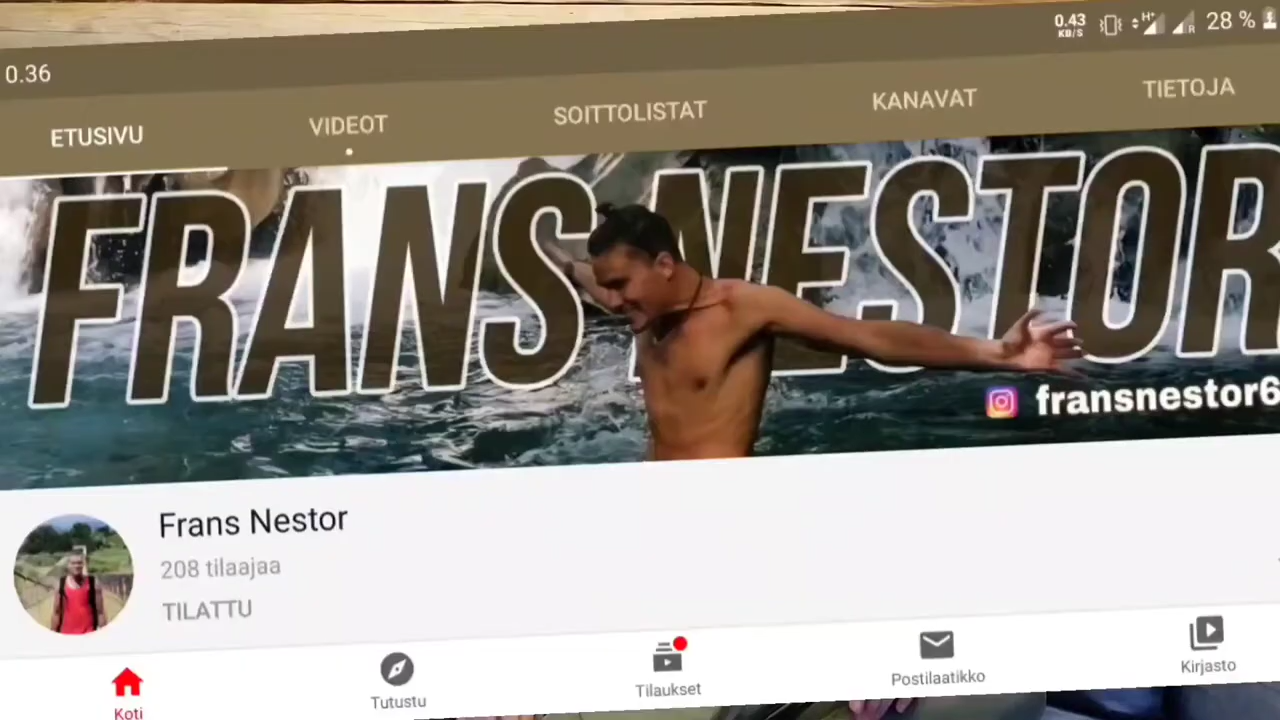 0.43
KB/S
H+
R
28 %
0.36
ETUSIVU
VIDEOT
SOITTOLISTAT
KANAVAT
TIETOJA
FRANS NESTOR
fransnestor6
Frans Nestor
208 tilaajaa
TILATTU
Koti
Tutustu
Tilaukset
Postilaatikko
Kirjasto